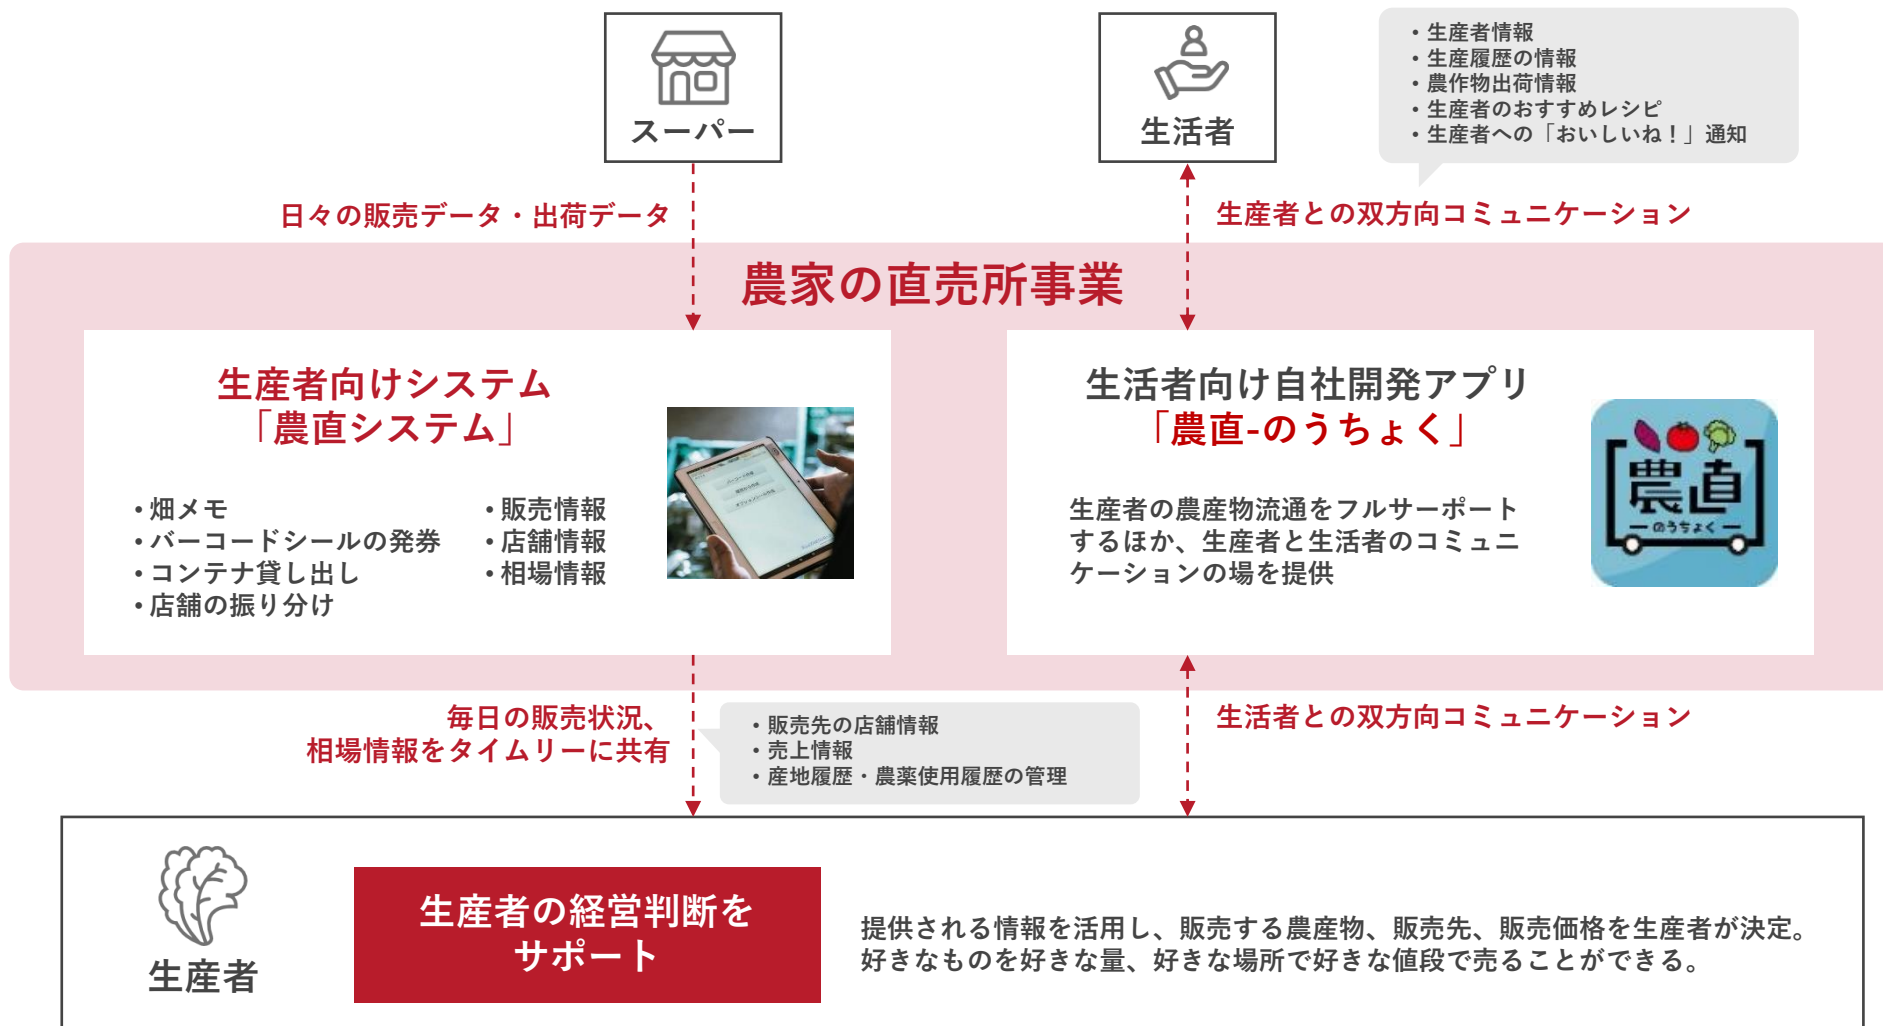 スーパー
生活者
・生産者情報
・生産履歴の情報
・農作物出荷情報
・生産者のおすすめレシピ
・生産者への「おいしいね！」通知
日々の販売データ・出荷データ
生産者との双方向コミュニケーション
農家の直売所事業
生産者向けシステム
「農直システム」
・畑メモ
・バーコードシールの発券
・コンテナ貸し出し
・店舗の振り分け
・販売情報
・店舗情報
・相場情報
生活者向け自社開発アプリ
「農直-のうちょく」
生産者の農産物流通をフルサーポート
するほか、生産者と生活者のコミュニ
ケーションの場を提供
農直
のうちょく
毎日の販売状況、
相場情報をタイムリーに共有
・販売先の店舗情報
・売上情報
・産地履歴・農薬使用履歴の管理
生活者との双方向コミュニケーション
生産者
生産者の経営判断を
サポート
提供される情報を活用し、販売する農産物、販売先、販売価格を生産者が決定。
好きなものを好きな量、好きな場所で好きな値段で売ることができる。